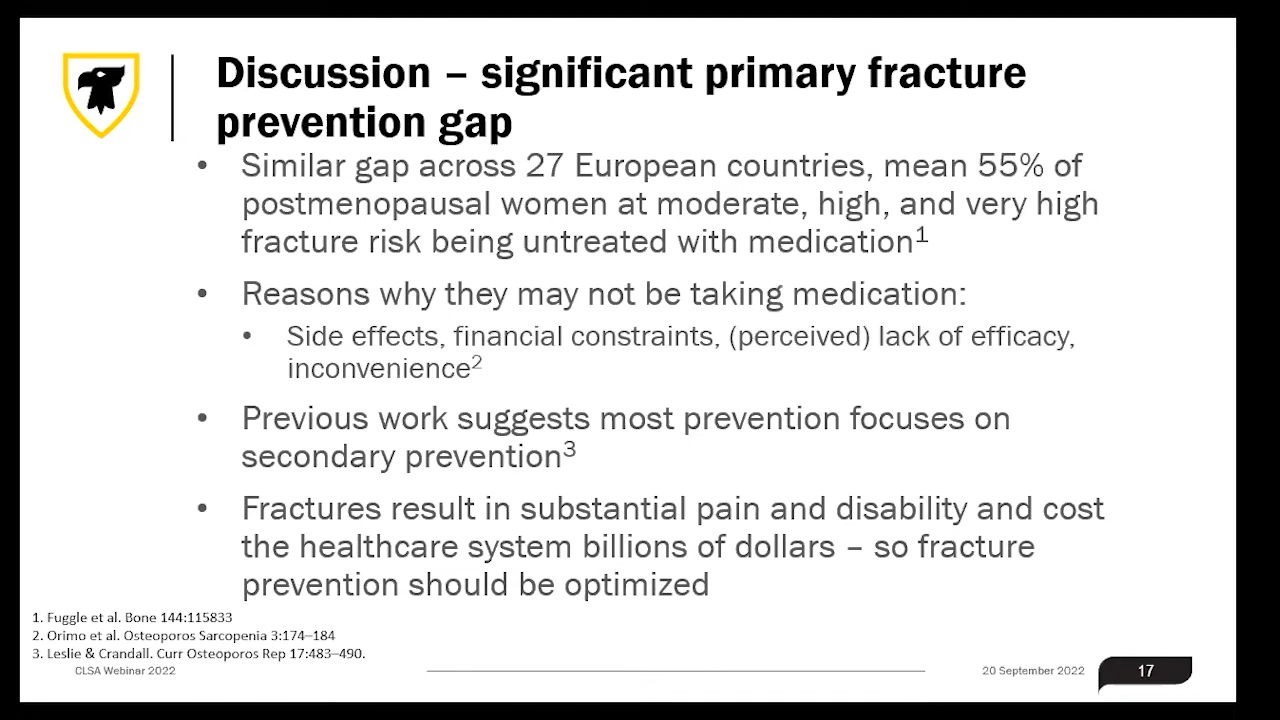 Discussion – significant primary fracture
prevention gap
• Similar gap across 27 European countries, mean 55% of
postmenopausal women at moderate, high, and very high
fracture risk being untreated with medication¹
• Reasons why they may not be taking medication:
• Side effects, financial constraints, (perceived) lack of efficacy,
inconvenience²
• Previous work suggests most prevention focuses on
secondary prevention³
• Fractures result in substantial pain and disability and cost
the healthcare system billions of dollars – so fracture
prevention should be optimized
1. Fuggle et al. Bone 144:115833
2. Orimo et al. Osteoporos Sarcopenia 3:174–184
3. Leslie & Crandall. Curr Osteoporos Rep 17:483–490.
CLSA Webinar 2022
20 September 2022
17